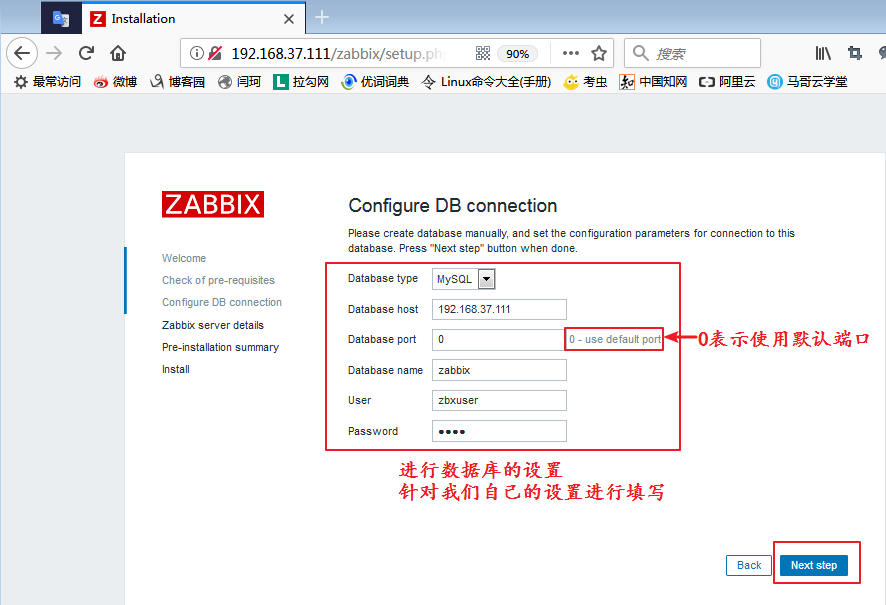 Installation
192.168.37.111/zabbix/setup.ph
90%
搜索
最常访问 微博 博客园 闫珂 拉勾网 优词词典 Linux命令大全(手册) 考虫 中国知网 阿里云 马哥云学堂
ZABBIX
Welcome
Check of pre-requisites
Configure DB connection
Zabbix server details
Pre-installation summary
Install
Configure DB connection
Please create database manually, and set the configuration parameters for connection to this
database. Press "Next step" button when done.
Database type MySQL
Database host 192.168.37.111
Database port 0 0 - use default port
0表示使用默认端口
Database name zabbix
User zbxuser
Password ●●●●
进行数据库的设置
针对我们自己的设置进行填写
Back Next step